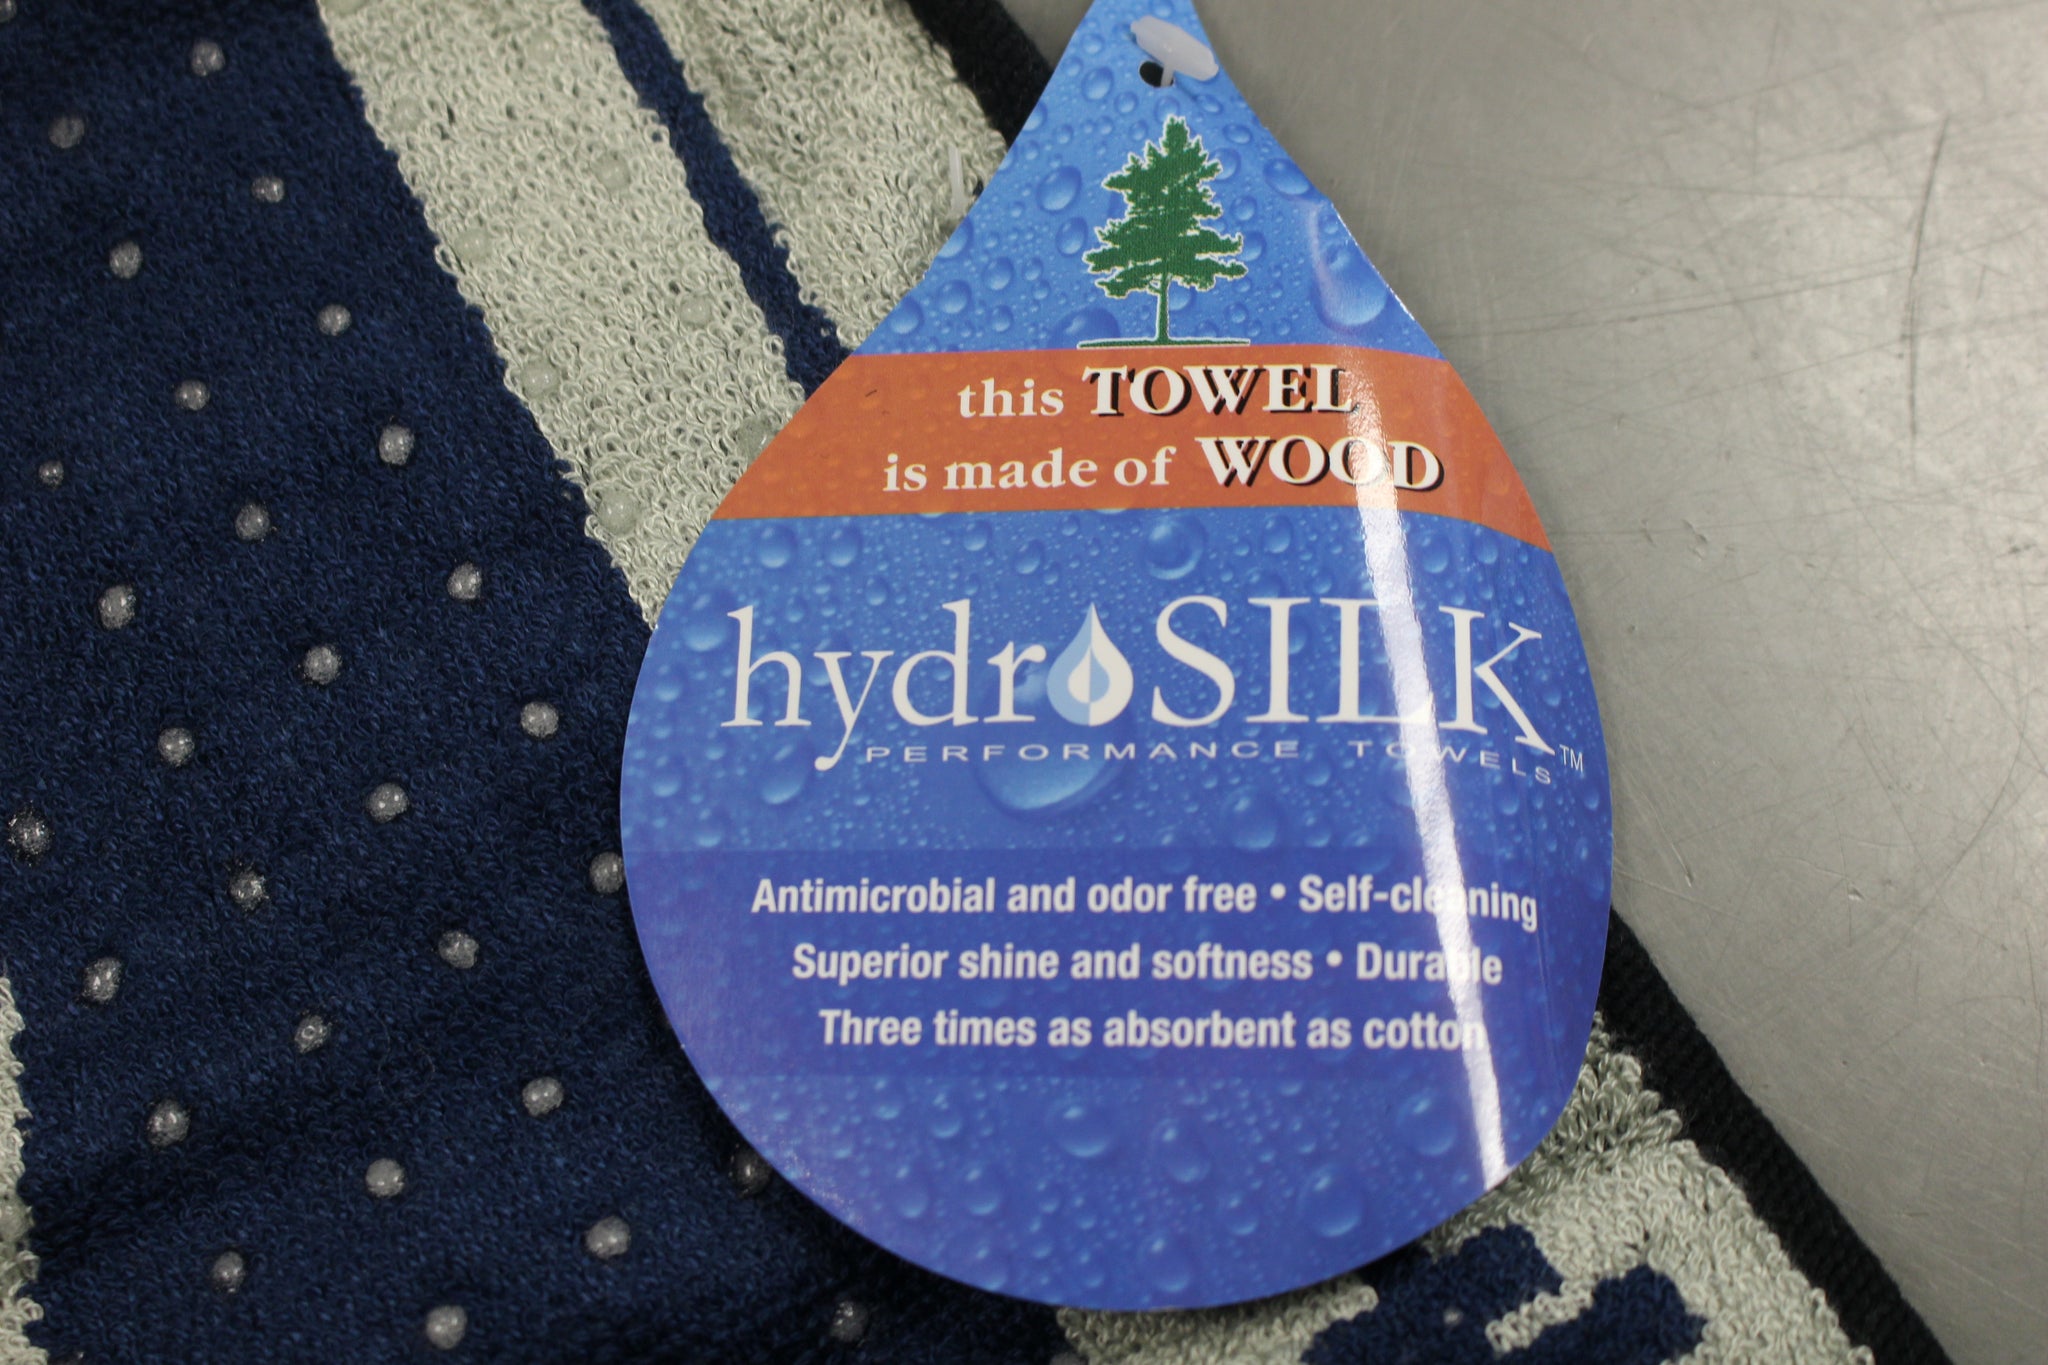 this TOWEL
is made of WOOD
hydroSILK
PERFORMANCE TOWELS™
Antimicrobial and odor free • Self-cleaning
Superior shine and softness • Durable
Three times as absorbent as cotton